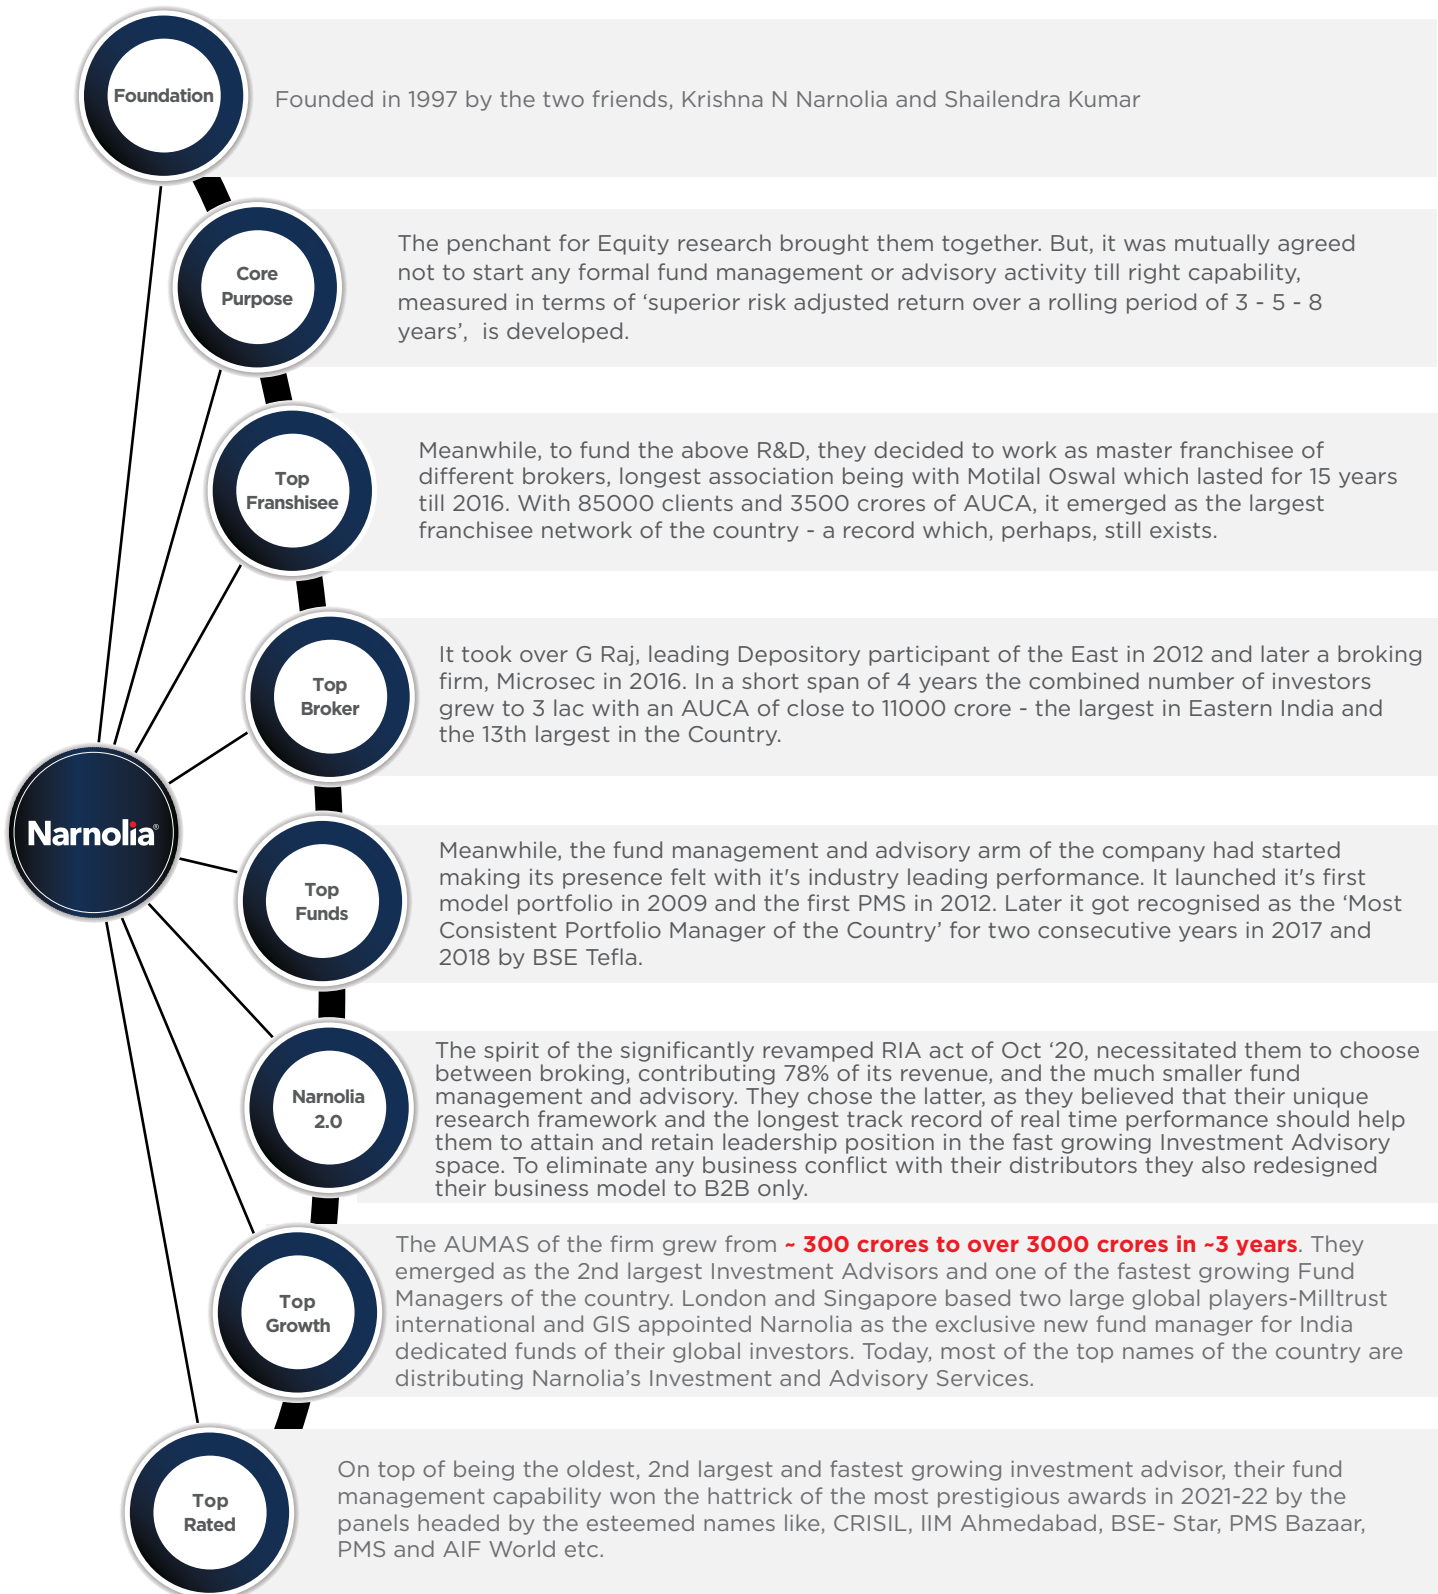 Foundation
Founded in 1997 by the two friends, Krishna N Narnolia and Shailendra Kumar
Core
Purpose
The penchant for Equity research brought them together. But, it was mutually agreed
not to start any formal fund management or advisory activity till right capability,
measured in terms of ‘superior risk adjusted return over a rolling period of 3 - 5 - 8
years’, is developed.
Top
Franshisee
Meanwhile, to fund the above R&D, they decided to work as master franchisee of
different brokers, longest association being with Motilal Oswal which lasted for 15 years
till 2016. With 85000 clients and 3500 crores of AUCA, it emerged as the largest
franchisee network of the country - a record which, perhaps, still exists.
Top
Broker
It took over G Raj, leading Depository participant of the East in 2012 and later a broking
firm, Microsec in 2016. In a short span of 4 years the combined number of investors
grew to 3 lac with an AUCA of close to 11000 crore - the largest in Eastern India and
the 13th largest in the Country.
Narnolia®
Top
Funds
Meanwhile, the fund management and advisory arm of the company had started
making its presence felt with it's industry leading performance. It launched it's first
model portfolio in 2009 and the first PMS in 2012. Later it got recognised as the ‘Most
Consistent Portfolio Manager of the Country’ for two consecutive years in 2017 and
2018 by BSE Tefla.
Narnolia
2.0
The spirit of the significantly revamped RIA act of Oct ‘20, necessitated them to choose
between broking, contributing 78% of its revenue, and the much smaller fund
management and advisory. They chose the latter, as they believed that their unique
research framework and the longest track record of real time performance should help
them to attain and retain leadership position in the fast growing Investment Advisory
space. To eliminate any business conflict with their distributors they also redesigned
their business model to B2B only.
Top
Growth
The AUMAS of the firm grew from ~ 300 crores to over 3000 crores in ~3 years. They
emerged as the 2nd largest Investment Advisors and one of the fastest growing Fund
Managers of the country. London and Singapore based two large global players-Milltrust
international and GIS appointed Narnolia as the exclusive new fund manager for India
dedicated funds of their global investors. Today, most of the top names of the country are
distributing Narnolia’s Investment and Advisory Services.
Top
Rated
On top of being the oldest, 2nd largest and fastest growing investment advisor, their fund
management capability won the hattrick of the most prestigious awards in 2021-22 by the
panels headed by the esteemed names like, CRISIL, IIM Ahmedabad, BSE- Star, PMS Bazaar,
PMS and AIF World etc.